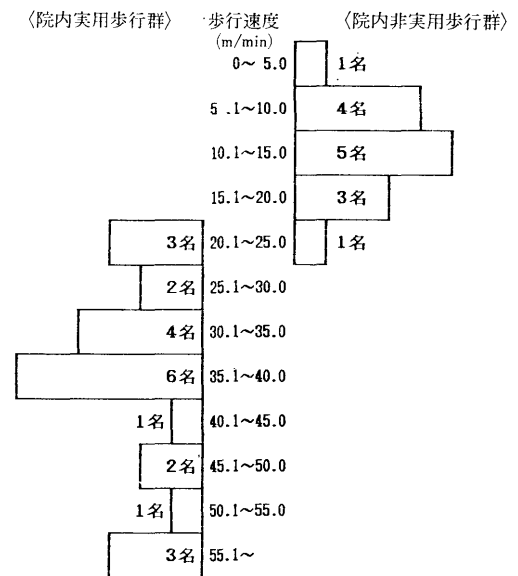 〈院内実用歩行群〉 歩行速度 〈院内非実用歩行群〉
(m/min)
0～ 5.0 1名
5 .1～10.0 4名
10.1～15.0 5名
15.1～20.0 3名
3名 20.1～25.0 1名
2名 25.1～30.0
4名 30.1～35.0
6名 35.1～40.0
1名 40.1～45.0
2名 45.1～50.0
1名 50.1～55.0
3名 55.1～